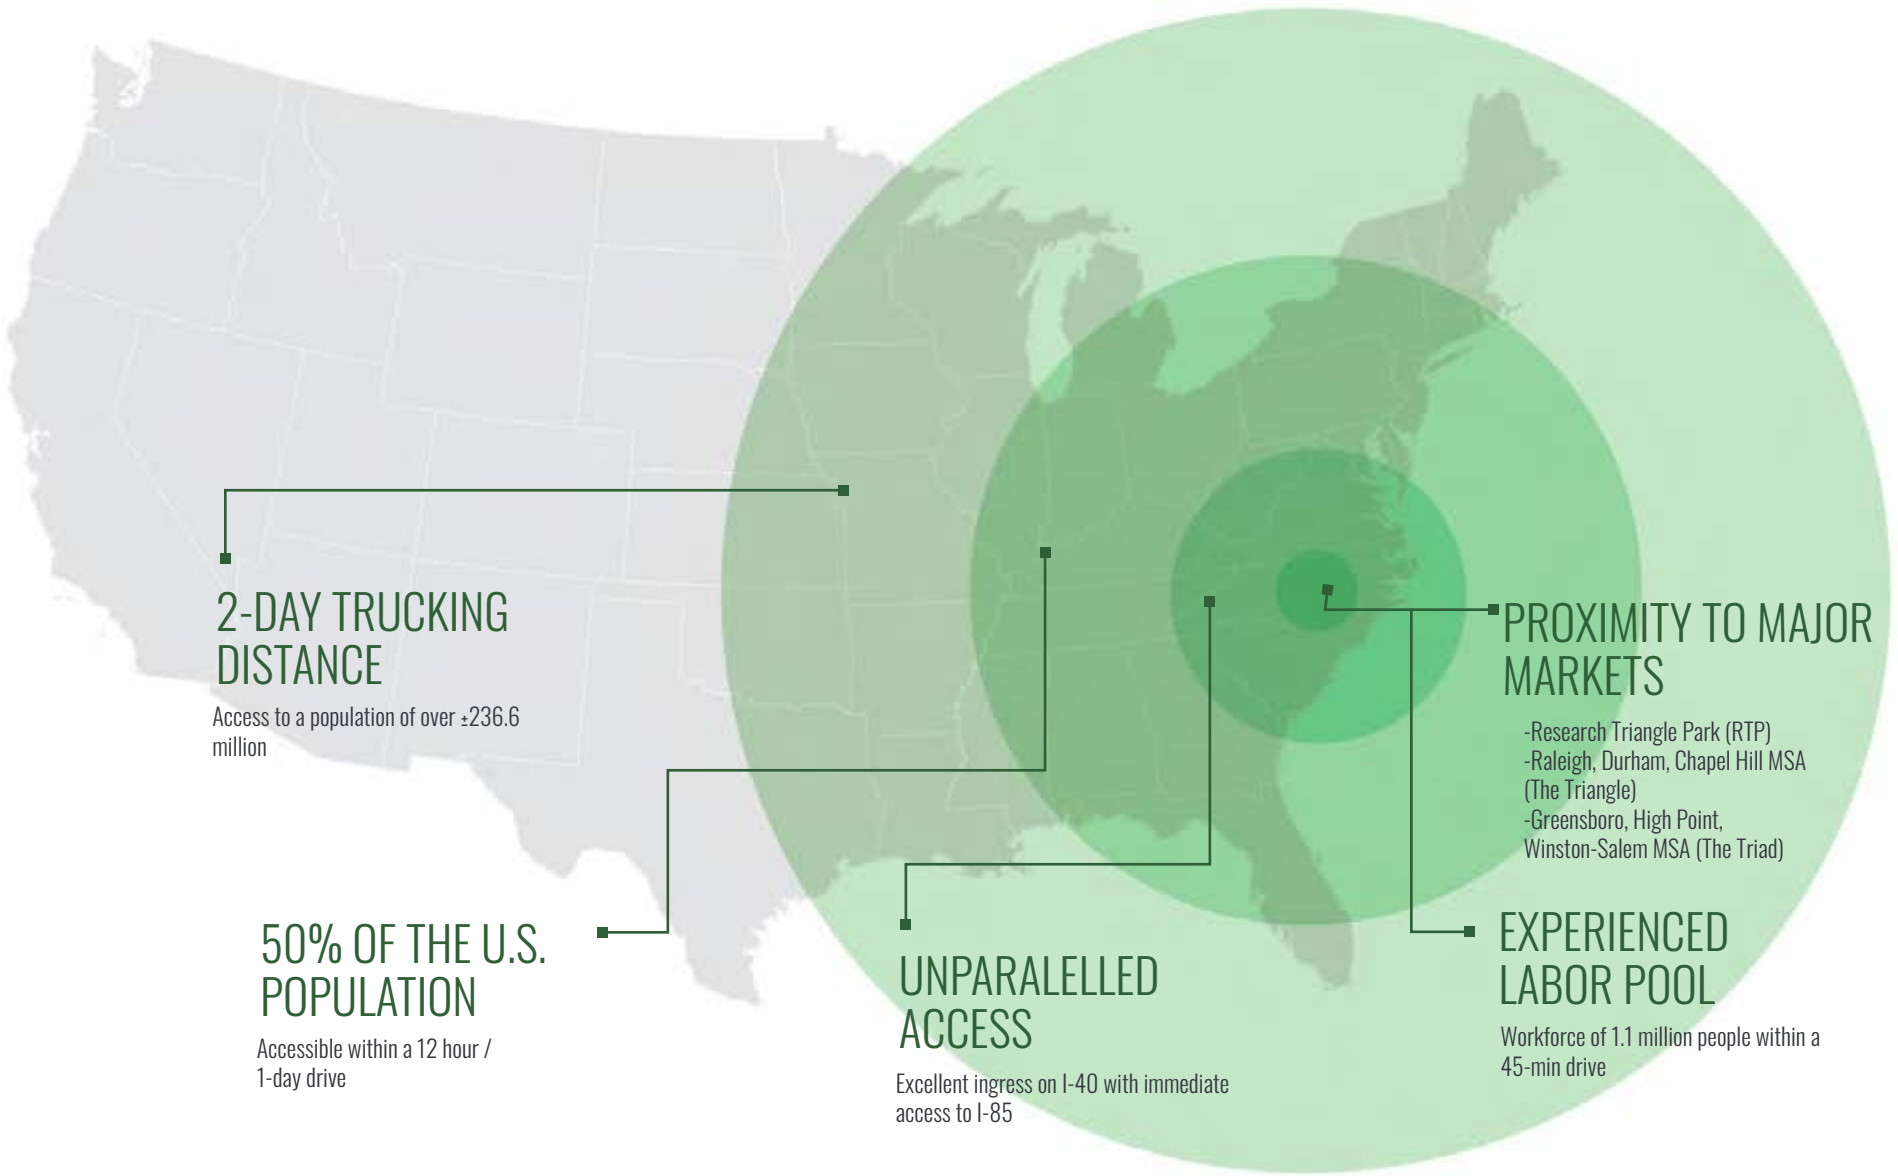 2-DAY TRUCKING
DISTANCE
Access to a population of over ±236.6
million
50% OF THE U.S.
POPULATION
Accessible within a 12 hour /
1-day drive
UNPARALELLED
ACCESS
Excellent ingress on I-40 with immediate
access to I-85
PROXIMITY TO MAJOR
MARKETS
-Research Triangle Park (RTP)
-Raleigh, Durham, Chapel Hill MSA
(The Triangle)
-Greensboro, High Point,
Winston-Salem MSA (The Triad)
EXPERIENCED
LABOR POOL
Workforce of 1.1 million people within a
45-min drive